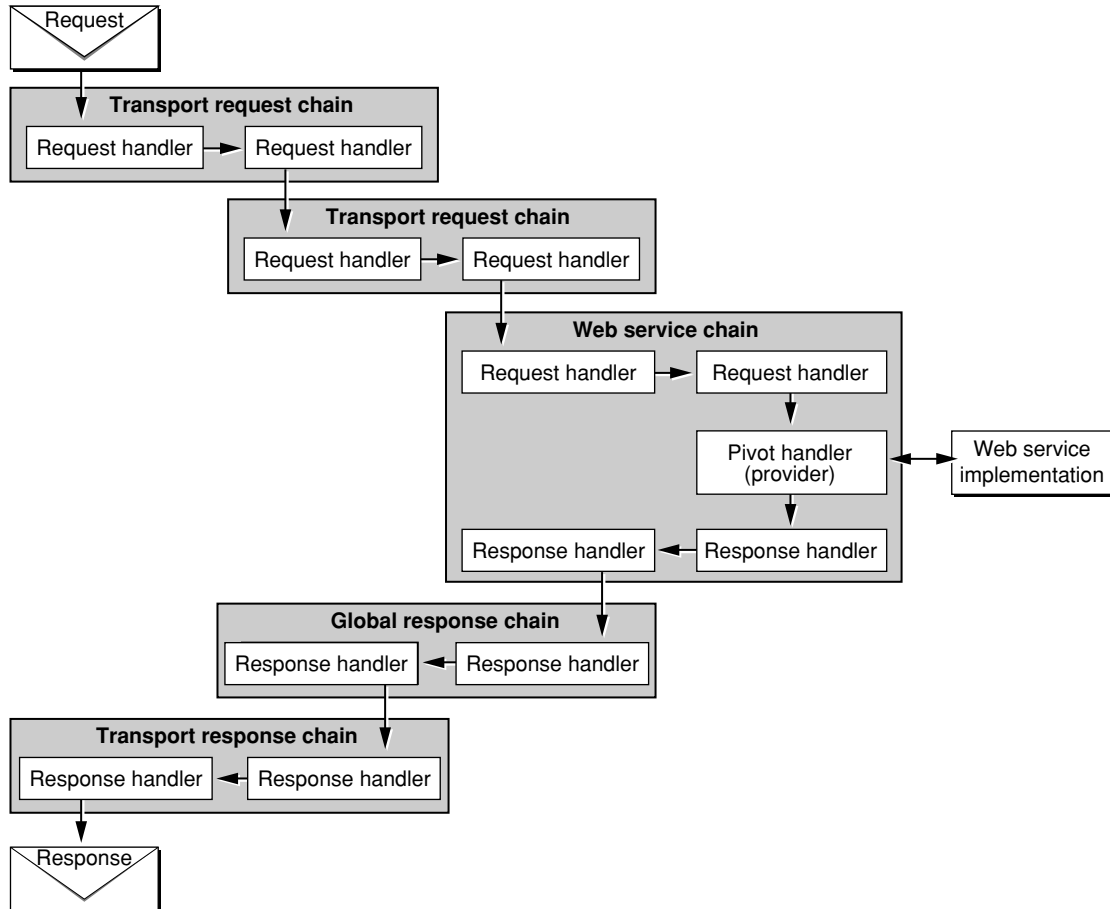 Request
Transport request chain
Request handler
Request handler
Transport request chain
Request handler
Request handler
Web service chain
Request handler
Request handler
Pivot handler
(provider)
Web service
implementation
Response handler
Response handler
Global response chain
Response handler
Response handler
Transport response chain
Response handler
Response handler
Response